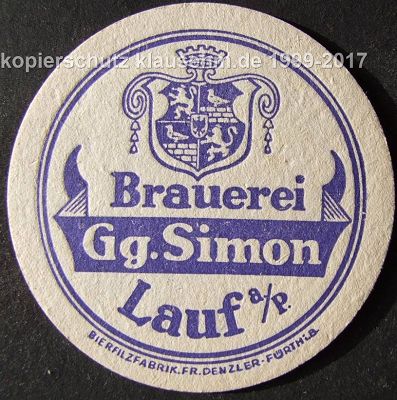 kopierschutz klausehm.de 1999-2017
Brauerei
Gg. Simon
Lauf a/P.
BIERFILZFABRIK.FR.DENZLER-FÜRTH i.B